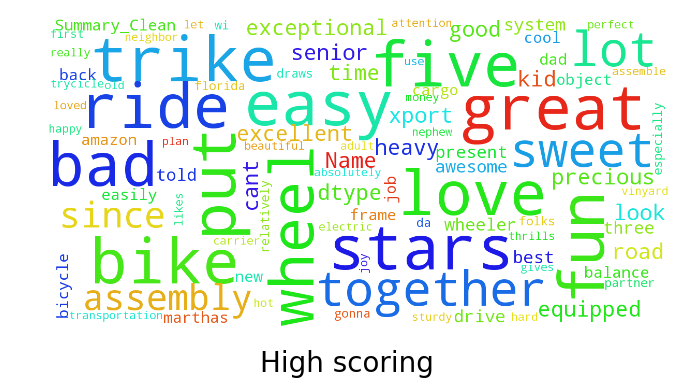 Summary_Clean let wi exceptional attention good system perfect
first neighbor senior cool
really trike five lot
back draws time use kid dad object assemble
trycicle old florida cargo
loved ride easy money great
happy amazon plan excellent xport nephew especially
beautiful adult heavy present sweet
bad told put cant wheel Name absolutely awesome precious
easily dtype job love vinyard
since likes relatively frame electric da wheeler folks fun look
carrier stars thrills three
bike new joy best road
bicycle together gives balance partner
assembly hot equipped
transportation marthas gonna sturdy drive hard
High scoring